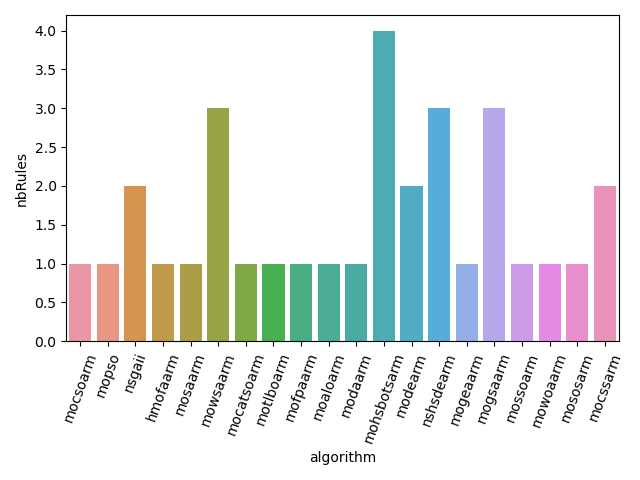 4.0
3.5
3.0
2.5
2.0
1.5
1.0
0.5
0.0
nbRules
mocsoarm
mopso
nsgaii
hmofaarm
mosaarm
mowsaarm
mocatsoarm
motlboarm
mofpaarm
moaloarm
modaarm
mohsbotsarm
modearm
nshsdearm
mogeaarm
mogsaarm
mossoarm
mowoaarm
mososarm
mocssarm
algorithm